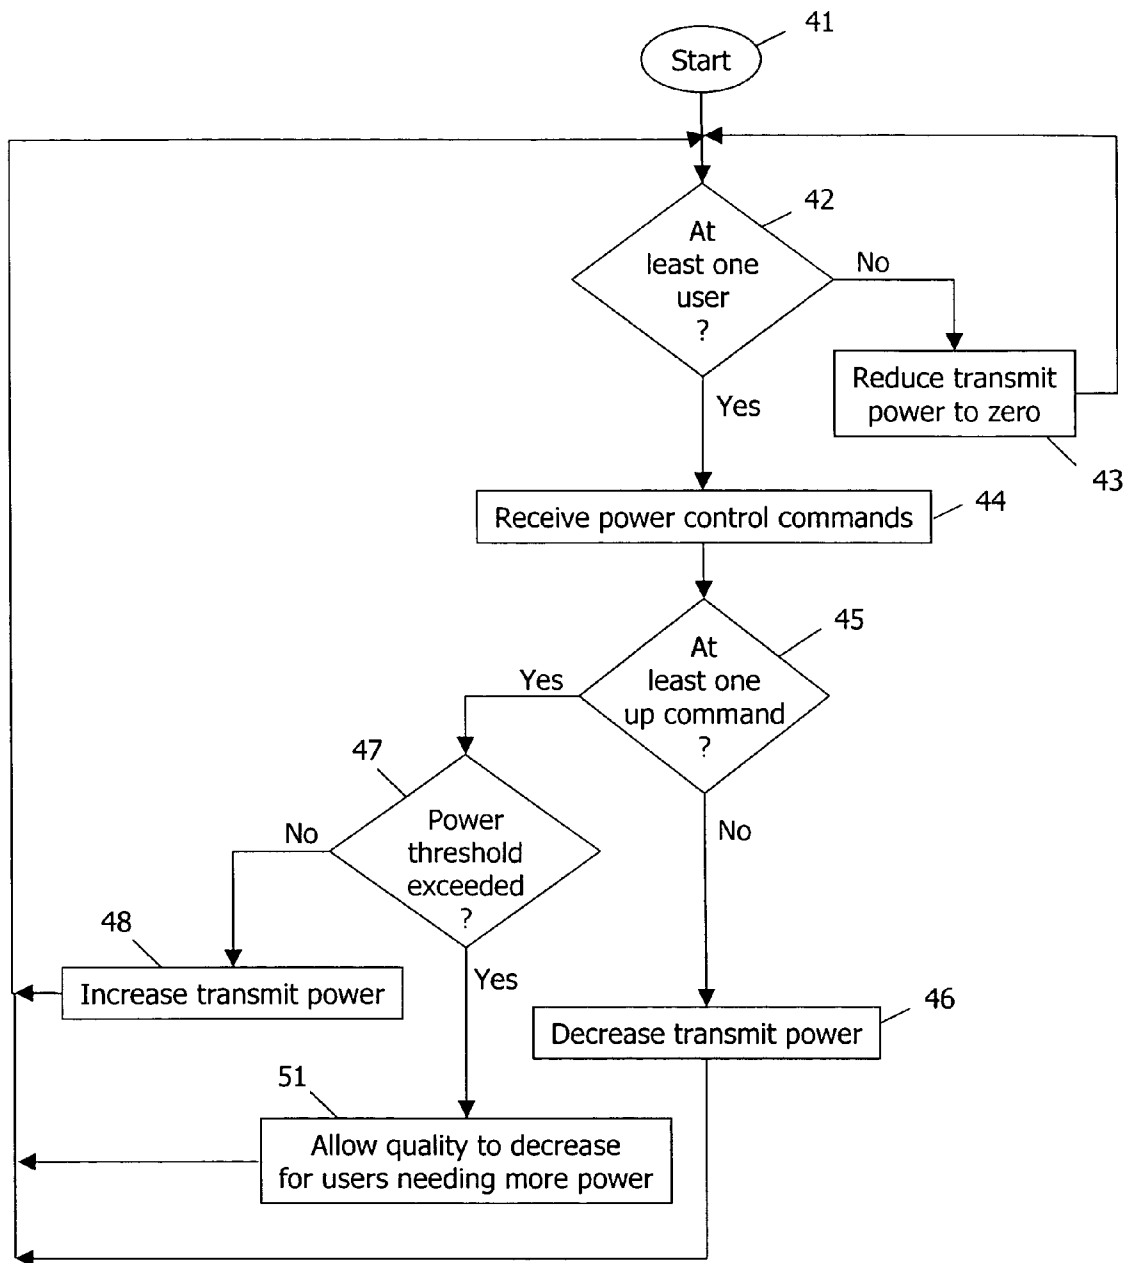 41
Start
42
At
least one
user
?
No
Reduce transmit
power to zero
43
Yes
44
Receive power control commands
45
At
least one
up command
?
Yes
47
Power
threshold
exceeded
?
No
No
48
Increase transmit power
Yes
46
Decrease transmit power
51
Allow quality to decrease
for users needing more power